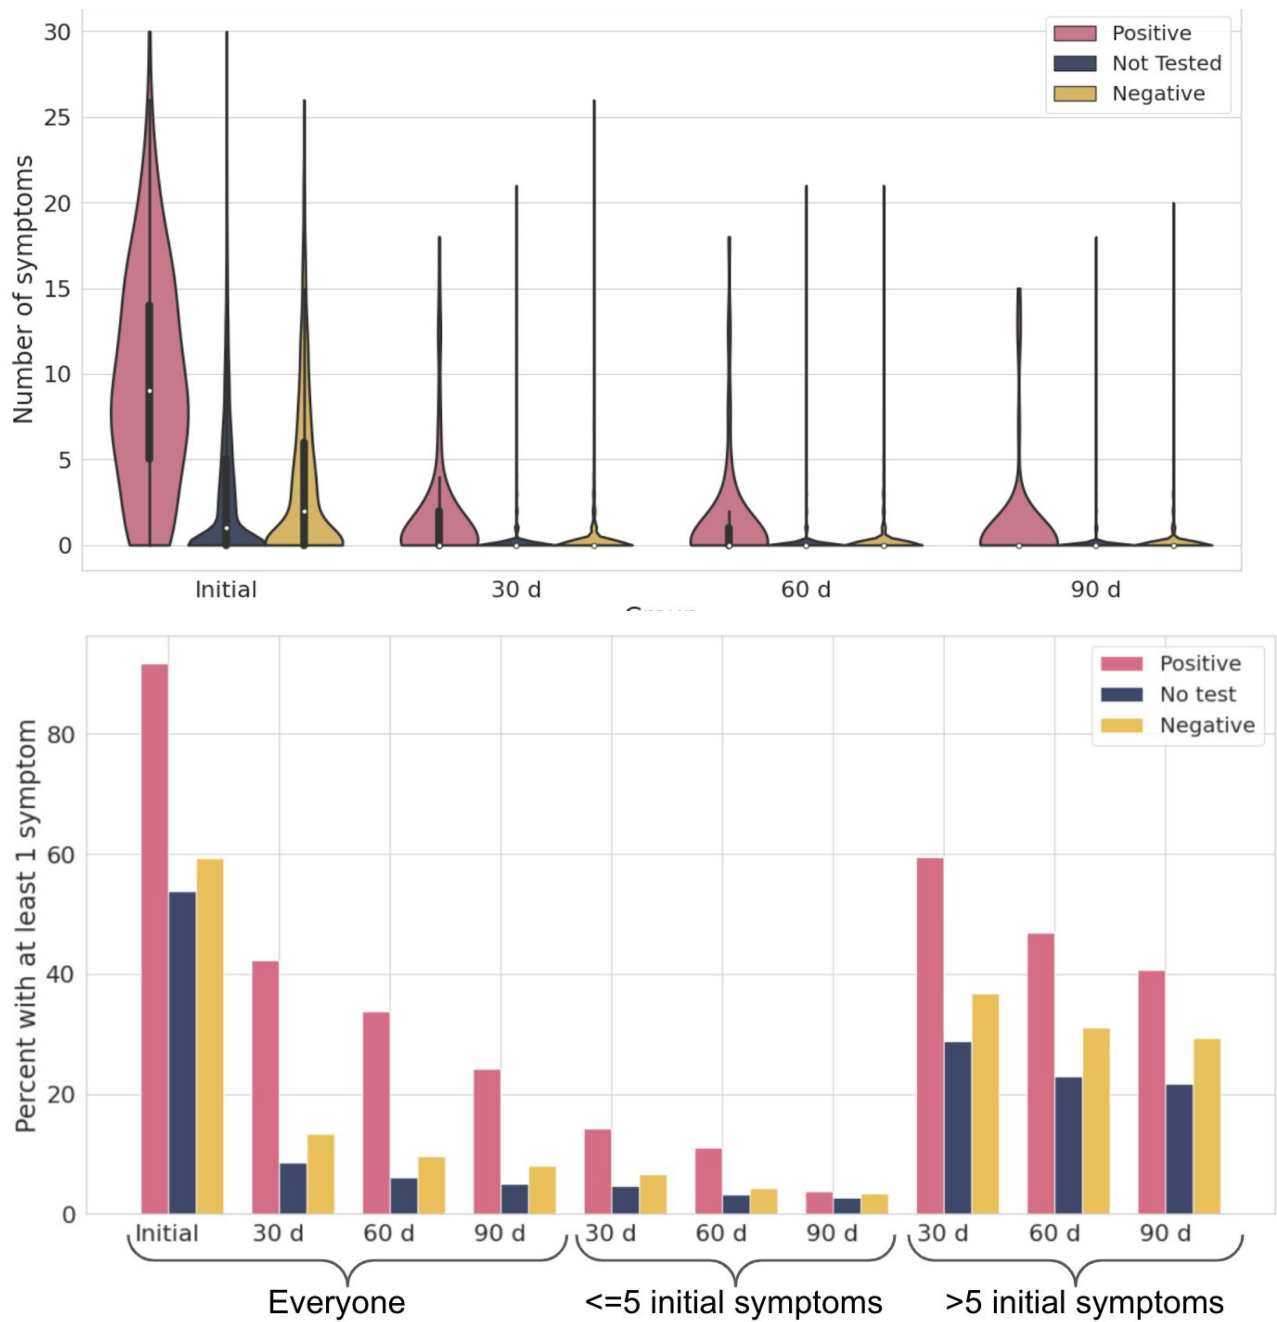 30
25
20
15
10
5
0
Number of symptoms
Positive
Not Tested
Negative
Initial 30 d 60 d 90 d
80
60
40
20
0
Percent with at least 1 symptom
Positive
No test
Negative
Initial 30 d 60 d 90 d 30 d 60 d 90 d 30 d 60 d 90 d
Everyone <=5 initial symptoms >5 initial symptoms